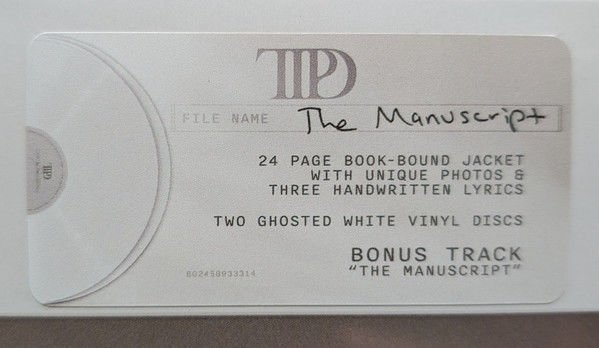 TTPD
FILE NAME The Manuscript
24 PAGE BOOK-BOUND JACKET
WITH UNIQUE PHOTOS &
THREE HANDWRITTEN LYRICS
TWO GHOSTED WHITE VINYL DISCS
BONUS TRACK
"THE MANUSCRIPT"
602458933314